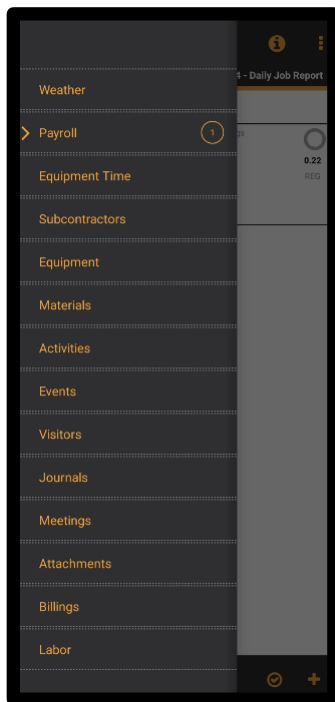 4 - Daily Job Report
Weather
Payroll 1
gs
0.22
Equipment Time
REG
Subcontractors
Equipment
Materials
Activities
Events
Visitors
Journals
Meetings
Attachments
Billings
Labor